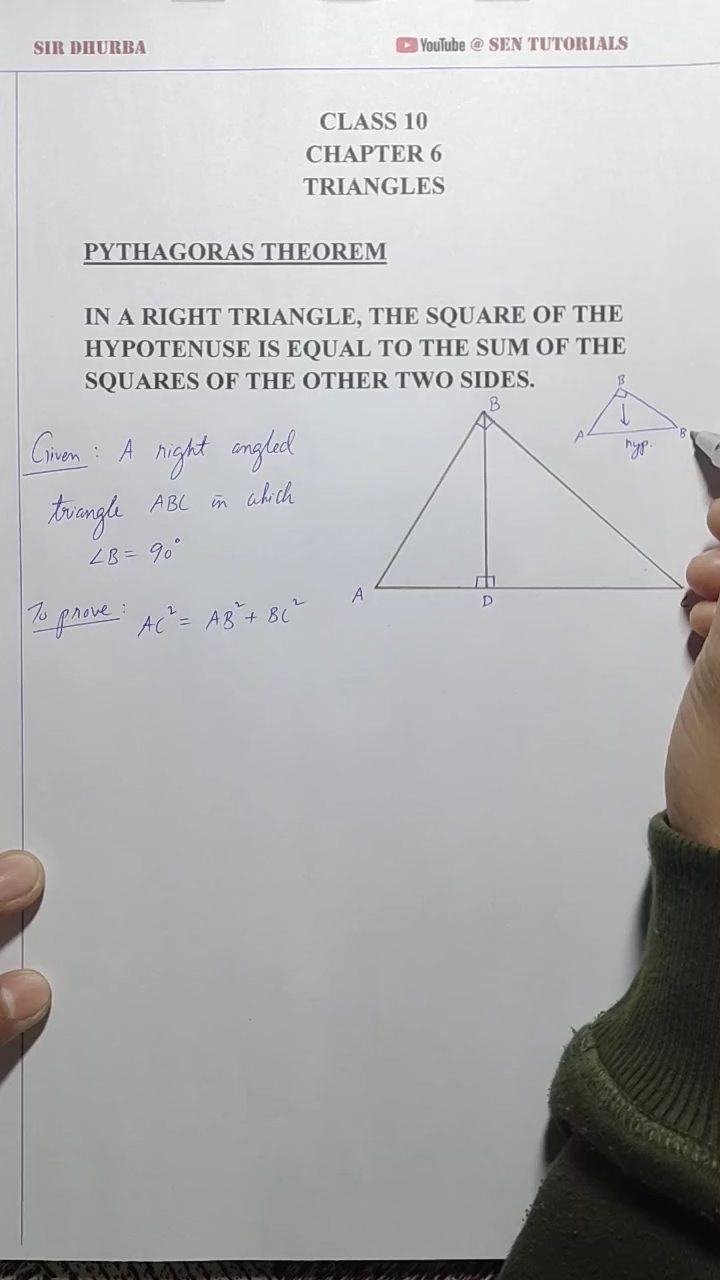 SIR DHURBA
YouTube @ SEN TUTORIALS
CLASS 10
CHAPTER 6
TRIANGLES
PYTHAGORAS THEOREM
IN A RIGHT TRIANGLE, THE SQUARE OF THE
HYPOTENUSE IS EQUAL TO THE SUM OF THE
SQUARES OF THE OTHER TWO SIDES.
Given: A right angled
triangle ABC in which
∠B = 90°
To prove: AC² = AB² + BC²
B
A
D
B
A
B
hyp.